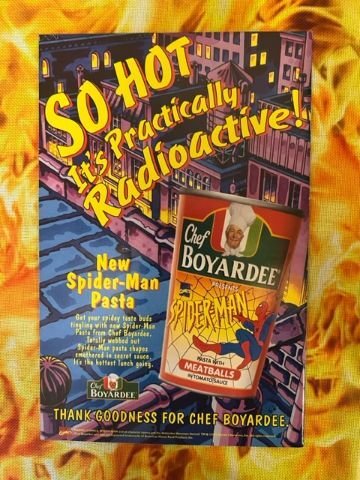 SO HOT
It's Practically
Radioactive!
New
Spider-Man
Pasta
Get your spidey taste buds
tingling with new Spider-Man
Pasta from Chef Boyardee.
Totally webbed out
Spider-Man pasta shapes
smothered in secret sauce.
It's the hottest lunch going.
Chef
BOYARDEE
PRESENTS
SPIDER-MAN
PASTA WITH
MEATBALLS
IN TOMATO SAUCE
Chef
BOYARDEE
THANK GOODNESS FOR CHEF BOYARDEE.